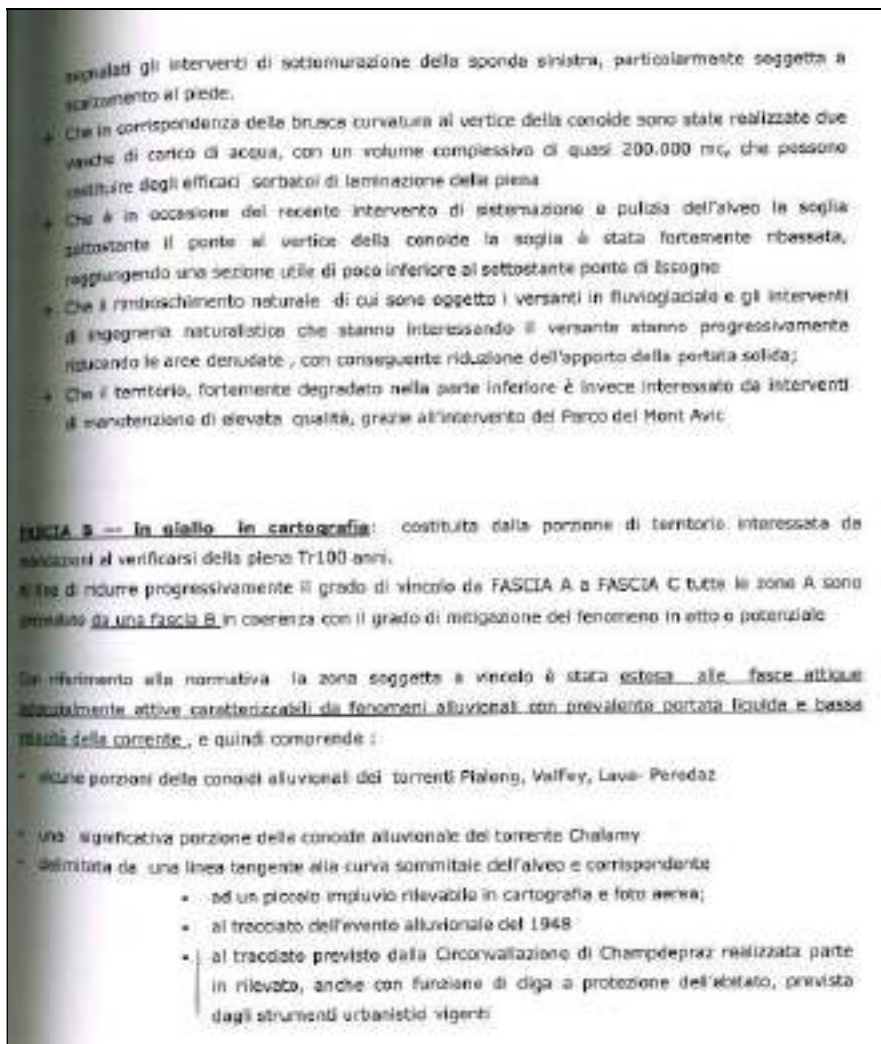 segnalati gli interventi di sottomurazione della sponda sinistra, particolarmente soggetta a
scalzamento al piede.
Che in corrispondenza della brusca curvatura al vertice della conoide sono state realizzate due
vasche di carico di acqua, con un volume complessivo di quasi 200.000 mc, che possono
costituire degli efficaci serbatoi di laminazione della piena
Che è in occasione del recente intervento di sistemazione e pulizia dell'alveo la soglia
sottostante il ponte al vertice della conoide la soglia è stata fortemente ribassata,
raggiungendo una sezione utile di poco inferiore al sottostante ponte di Issogne
Che il rimboschimento naturale di cui sono oggetto i versanti in fluvioglaciale e gli interventi
di ingegneria naturalistica che stanno interessando il versante stanno progressivamente
riducendo le aree denudate , con conseguente riduzione dell'apporto della portata solida;
Che il territorio, fortemente degradato nella parte inferiore è invece interessato da interventi
di manutenzione di elevata qualità, grazie all'intervento del Parco del Mont Avic
FASCIA B -- in giallo in cartografia: costituita dalla porzione di territorio interessata da
inondazioni al verificarsi della piena Tr100 anni.
Al fine di ridurre progressivamente il grado di vincolo da FASCIA A a FASCIA C tutte le zone A sono
da una fascia B in coerenza con il grado di mitigazione del fenomeno in atto o potenziale
Con riferimento alla normativa la zona soggetta a vincolo è stata estesa alle fasce attigue
attive caratterizzabili da fenomeni alluvionali con prevalente portata liquida e bassa
della corrente , e quindi comprende :
- alcune porzioni della conoidi alluvionali dei torrenti Pialong, Valfey, Lava- Peredaz
- una significativa porzione della conoide alluvionale del torrente Chalamy
- delimitata da una linea tangente alla curva sommitale dell'alveo e corrispondente
• ad un piccolo impluvio rilevabile in cartografia e foto aerea;
• al tracciato dell'evento alluvionale del 1948
• al tracciato previsto dalla Circonvallazione di Champdepraz realizzata parte
in rilevato, anche con funzione di diga a protezione dell'abitato, prevista
dagli strumenti urbanistici vigenti